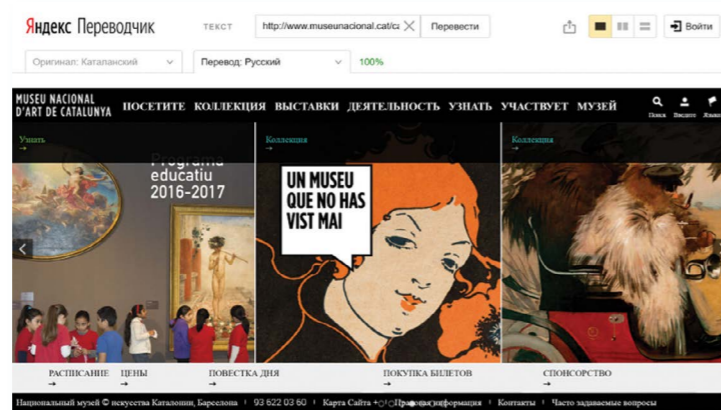 Яндекс Переводчик
ТЕКСТ
http://www.museunacional.cat/ca
Перевести
Войти
Оригинал: Каталанский
Перевод: Русский
100%
MUSEU NACIONAL
D'ART DE CATALUNYA
ПОСЕТИТЕ КОЛЛЕКЦИЯ ВЫСТАВКИ ДЕЯТЕЛЬНОСТЬ УЗНАТЬ УЧАСТВУЕТ МУЗЕЙ
Поиск Введите Языки
Узнать
→
Коллекция
→
Коллекция
→
Programa
educatiu
2016-2017
UN MUSEU
QUE NO HAS
VIST MAI
РАСПИСАНИЕ
→
ЦЕНЫ
→
ПОВЕСТКА ДНЯ
→
ПОКУПКА БИЛЕТОВ
→
СПОНСОРСТВО
→
Национальный музей © искусства Каталонии, Барселона | 93 622 03 60 | Карта Сайта Правовая информация | Контакты | Часто задаваемые вопросы